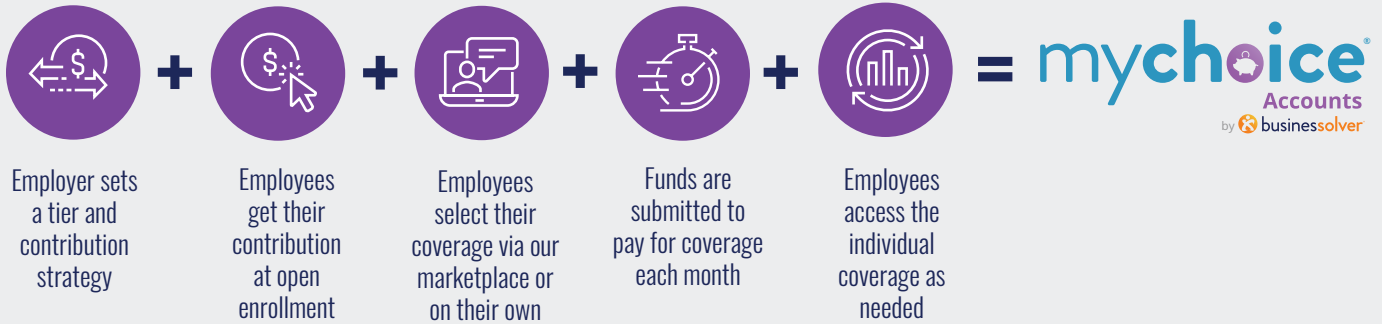 $
+
$
+
+
+
=
mychoice®
Accounts
by businessolver
Employer sets
a tier and
contribution
strategy
Employees
get their
contribution
at open
enrollment
Employees
select their
coverage via our
marketplace or
on their own
Funds are
submitted to
pay for coverage
each month
Employees
access the
individual
coverage as
needed